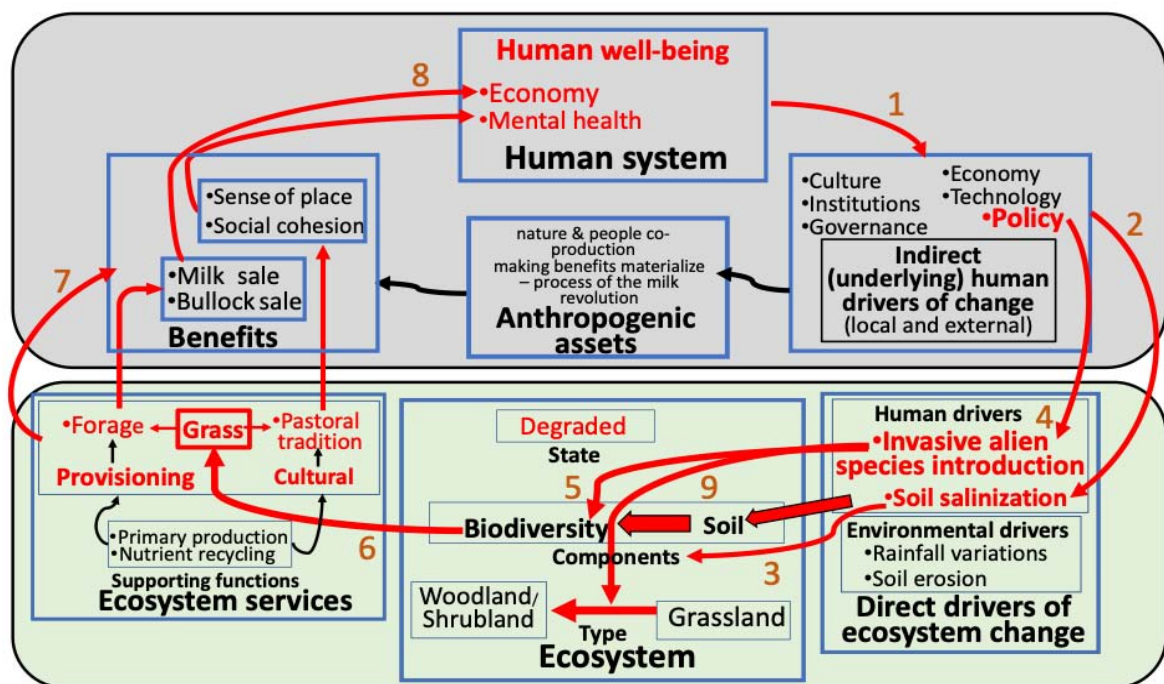 Human well-being
•Economy
•Mental health
Human system
8
1
•Sense of place
•Social cohesion
•Milk sale
•Bullock sale
Benefits
7
nature & people co-
production
making benefits materialize
– process of the milk
revolution
Anthropogenic
assets
•Culture
•Institutions
•Governance
•Economy
•Technology
•Policy
Indirect
(underlying) human
drivers of change
(local and external)
2
•Forage
Grass
•Pastoral
tradition
Provisioning
Cultural
•Primary production
•Nutrient recycling
Supporting functions
Ecosystem services
6
Degraded
State
5
9
Biodiversity
Soil
Components
3
Woodland/
Shrubland
Grassland
Type
Ecosystem
Human drivers
4
•Invasive alien
species introduction
•Soil salinization
Environmental drivers
•Rainfall variations
•Soil erosion
Direct drivers of
ecosystem change